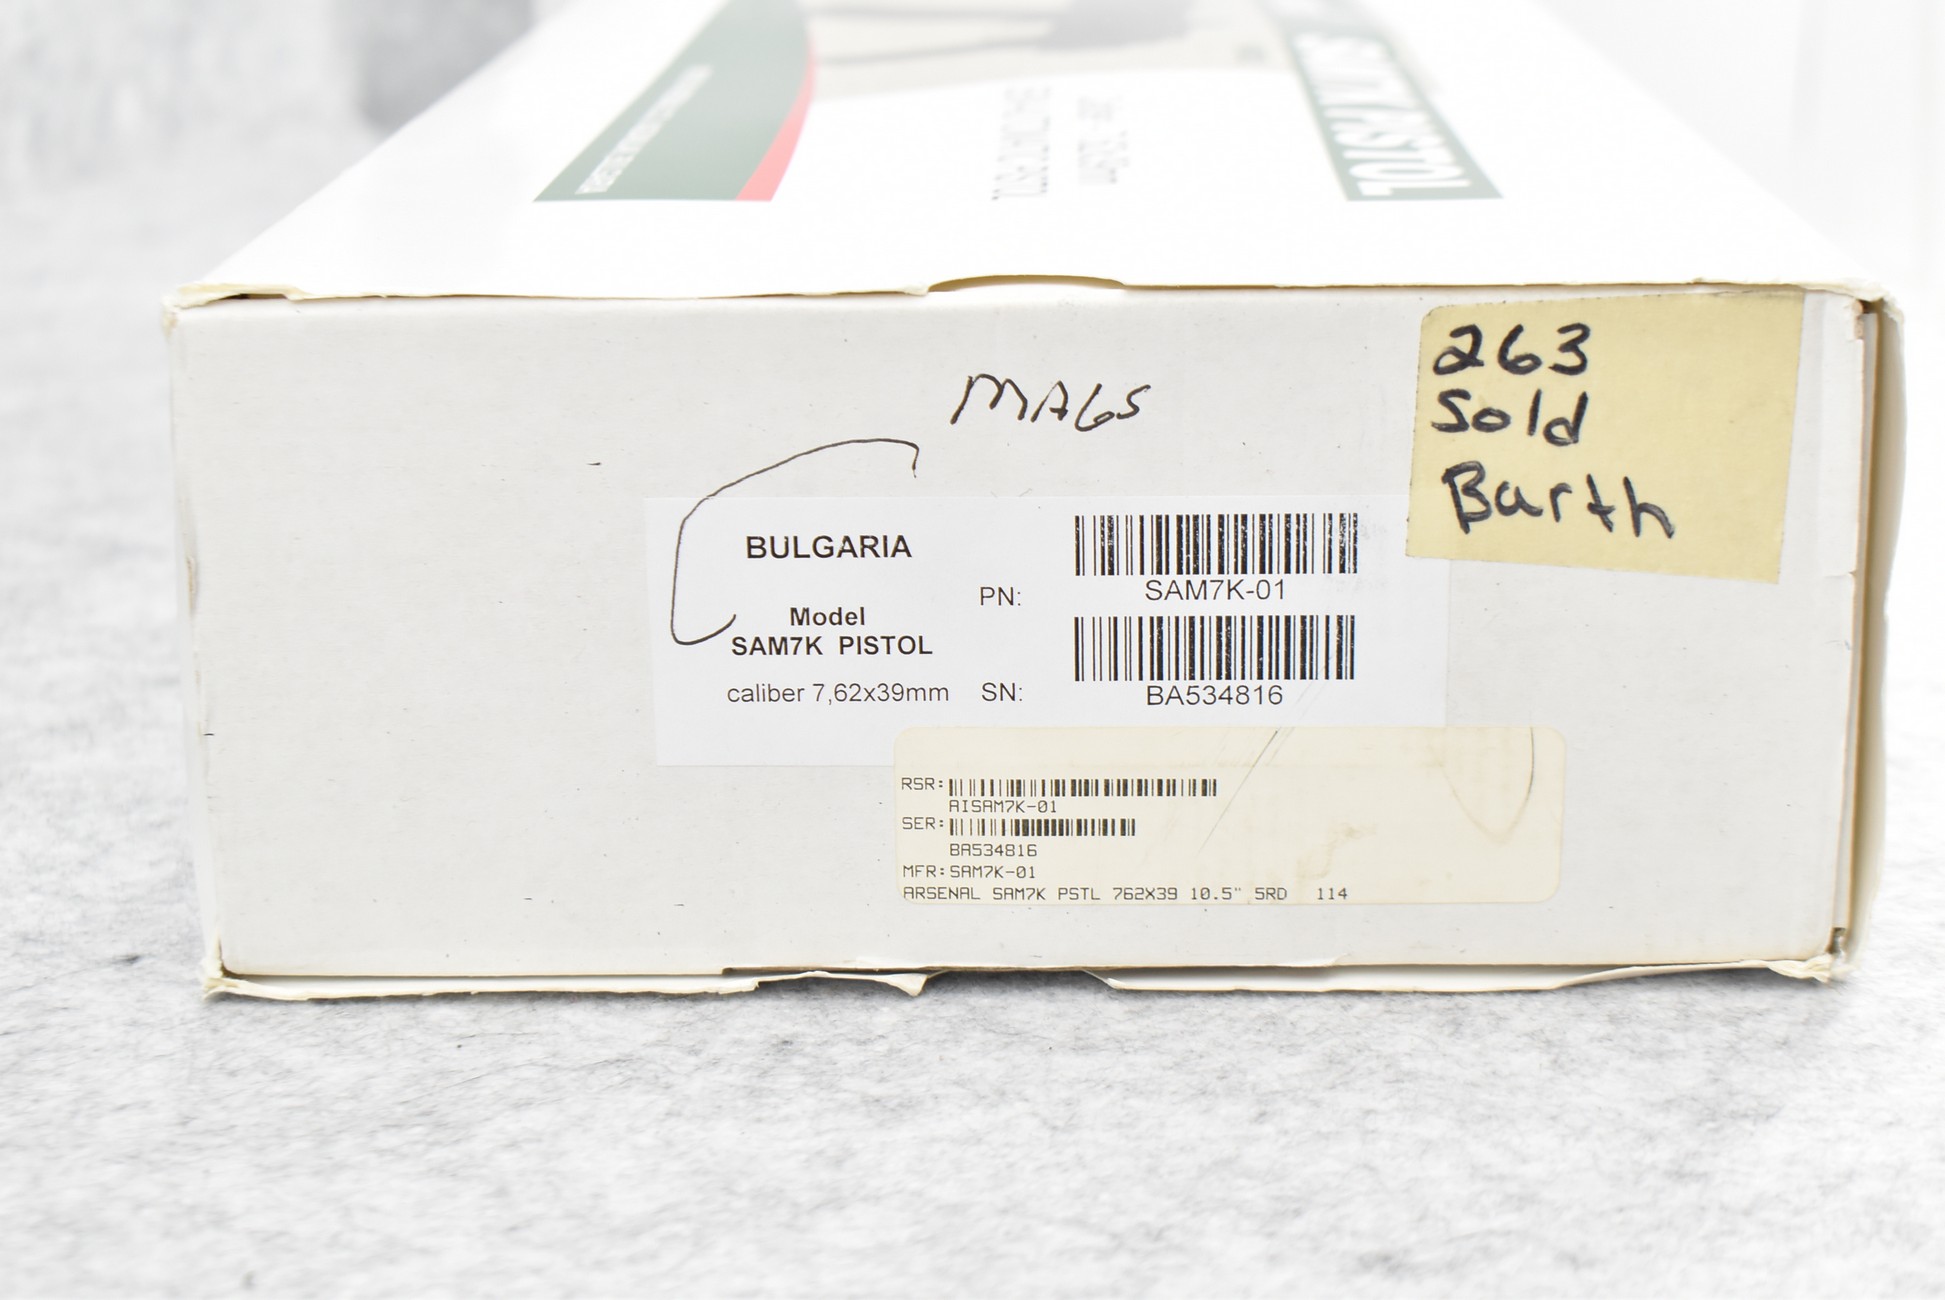 PISTOL
MAGS
263
Sold
Barth
BULGARIA
Model
SAM7K PISTOL
caliber 7,62x39mm
PN:
SAM7K-01
SN:
BA534816
RSR:
AISAM7K-01
SER:
BA534816
MFR:SAM7K-01
ARSENAL SAM7K PSTL 762X39 10.5" 5RD 114